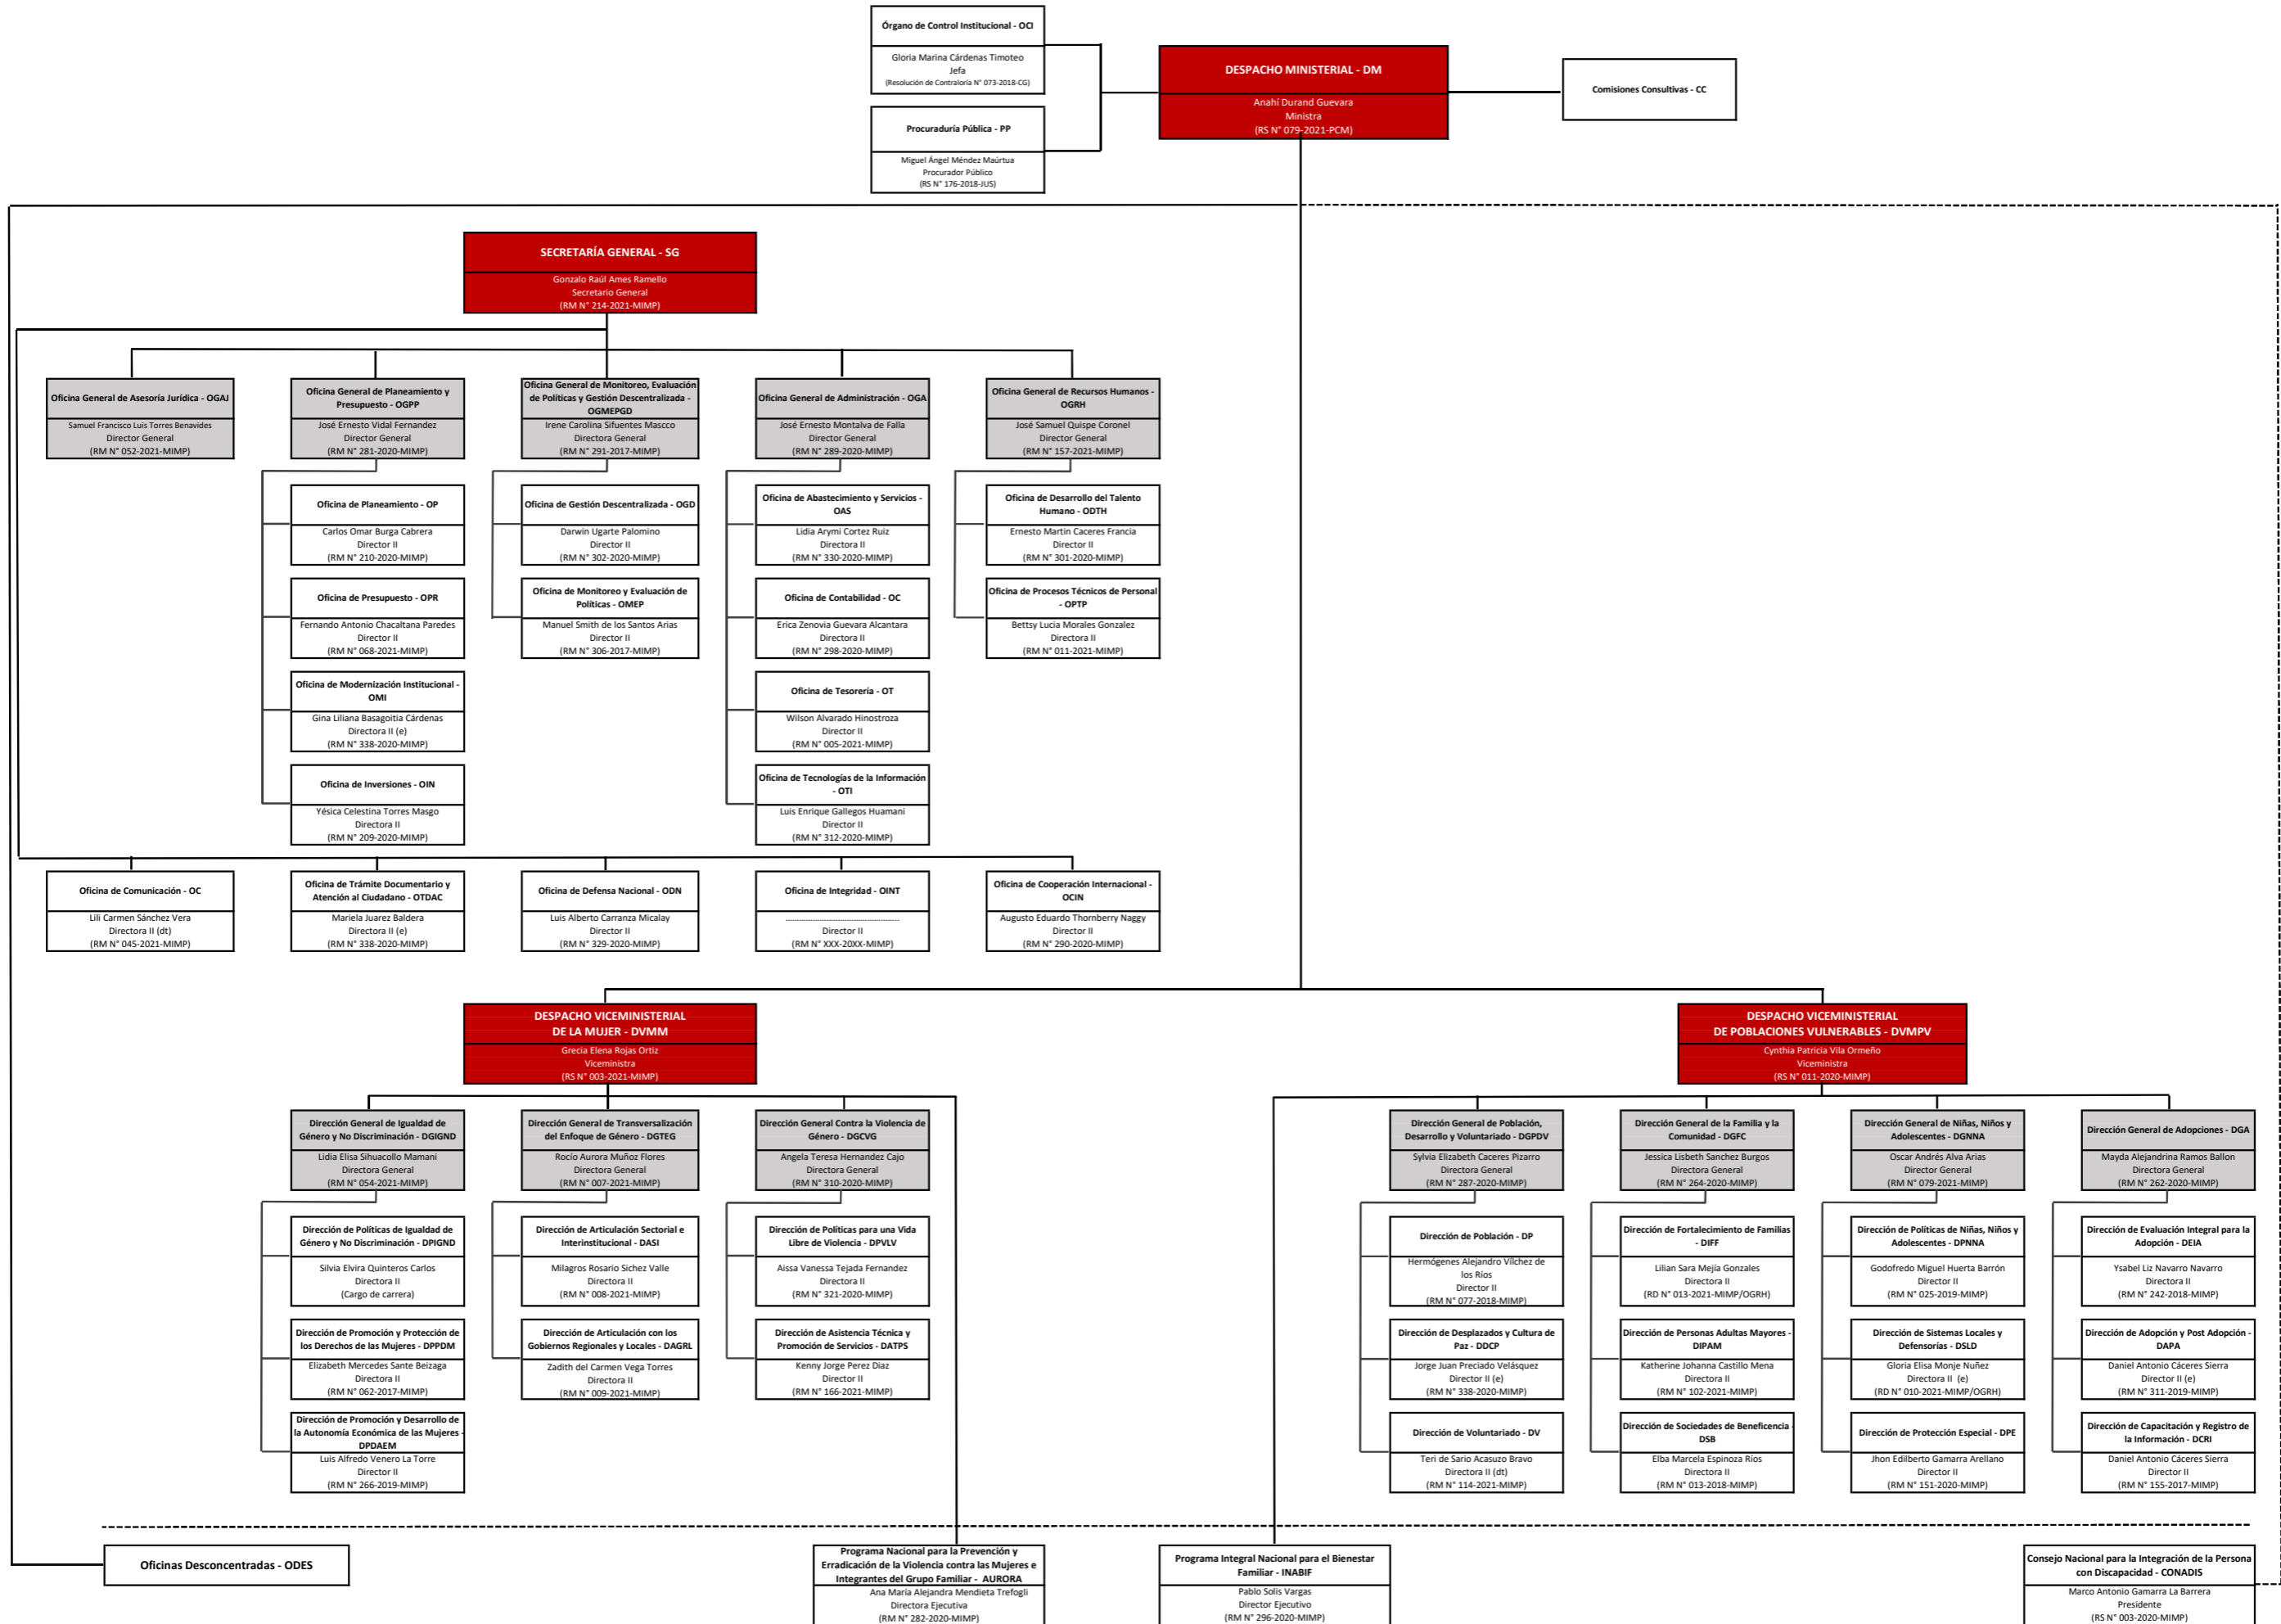 Órgano de Control Institucional - OCI
Gloria Marina Cárdenas Timoteo
Jefa
(Resolución de Contraloría N° 073-2018-CG)
Procuraduría Pública - PP
Miguel Ángel Méndez Maúrtua
Procurador Público
(RS N° 176-2018-JUS)
DESPACHO MINISTERIAL - DM
Anahí Durand Guevara
Ministra
(RS N° 079-2021-PCM)
Comisiones Consultivas - CC
SECRETARÍA GENERAL - SG
Gonzalo Raúl Ames Ramello
Secretario General
(RM N° 214-2021-MIMP)
Oficina General de Asesoría Jurídica - OGAJ
Samuel Francisco Luis Torres Benavides
Director General
(RM N° 052-2021-MIMP)
Oficina General de Planeamiento y
Presupuesto - OGPP
José Ernesto Vidal Fernandez
Director General
(RM N° 281-2020-MIMP)
Oficina General de Monitoreo, Evaluación
de Políticas y Gestión Descentralizada -
OGMEPGD
Irene Carolina Sifuentes Mascco
Directora General
(RM N° 291-2017-MIMP)
Oficina General de Administración - OGA
José Ernesto Montalva de Falla
Director General
(RM N° 289-2020-MIMP)
Oficina General de Recursos Humanos -
OGRH
José Samuel Quispe Coronel
Director General
(RM N° 157-2021-MIMP)
Oficina de Planeamiento - OP
Carlos Omar Burga Cabrera
Director II
(RM N° 210-2020-MIMP)
Oficina de Gestión Descentralizada - OGD
Darwin Ugarte Palomino
Director II
(RM N° 302-2020-MIMP)
Oficina de Abastecimiento y Servicios -
OAS
Lidia Arymi Cortez Ruiz
Directora II
(RM N° 330-2020-MIMP)
Oficina de Desarrollo del Talento
Humano - ODTH
Ernesto Martin Caceres Francia
Director II
(RM N° 301-2020-MIMP)
Oficina de Presupuesto - OPR
Fernando Antonio Chacaltana Paredes
Director II
(RM N° 068-2021-MIMP)
Oficina de Monitoreo y Evaluación de
Políticas - OMEP
Manuel Smith de los Santos Arias
Director II
(RM N° 306-2017-MIMP)
Oficina de Contabilidad - OC
Erica Zenovia Guevara Alcantara
Directora II
(RM N° 298-2020-MIMP)
Oficina de Procesos Técnicos de Personal
- OPTP
Bettsy Lucia Morales Gonzalez
Directora II
(RM N° 011-2021-MIMP)
Oficina de Modernización Institucional -
OMI
Gina Liliana Basagoitia Cárdenas
Directora II (e)
(RM N° 338-2020-MIMP)
Oficina de Tesorería - OT
Wilson Alvarado Hinostroza
Director II
(RM N° 005-2021-MIMP)
Oficina de Inversiones - OIN
Yésica Celestina Torres Masgo
Directora II
(RM N° 209-2020-MIMP)
Oficina de Tecnologías de la Información
- OTI
Luis Enrique Gallegos Huamani
Director II
(RM N° 312-2020-MIMP)
Oficina de Comunicación - OC
Lili Carmen Sánchez Vera
Directora II (dt)
(RM N° 045-2021-MIMP)
Oficina de Trámite Documentario y
Atención al Ciudadano - OTDAC
Mariela Juarez Baldera
Directora II (e)
(RM N° 338-2020-MIMP)
Oficina de Defensa Nacional - ODN
Luis Alberto Carranza Micalay
Director II
(RM N° 329-2020-MIMP)
Oficina de Integridad - OINT
Director II
(RM N° XXX-20XX-MIMP)
Oficina de Cooperación Internacional -
OCIN
Augusto Eduardo Thornberry Naggy
Director II
(RM N° 290-2020-MIMP)
DESPACHO VICEMINISTERIAL
DE LA MUJER - DVMM
Grecia Elena Rojas Ortiz
Viceministra
(RS N° 003-2021-MIMP)
DESPACHO VICEMINISTERIAL
DE POBLACIONES VULNERABLES - DVMPV
Cynthia Patricia Vila Ormeño
Viceministra
(RS N° 011-2020-MIMP)
Dirección General de Igualdad de
Género y No Discriminación - DGIGND
Lidia Elisa Sihuacollo Mamani
Directora General
(RM N° 054-2021-MIMP)
Dirección General de Transversalización
del Enfoque de Género - DGTEG
Rocío Aurora Muñoz Flores
Directora General
(RM N° 007-2021-MIMP)
Dirección General Contra la Violencia de
Género - DGCVG
Angela Teresa Hernandez Cajo
Directora General
(RM N° 310-2020-MIMP)
Dirección General de Población,
Desarrollo y Voluntariado - DGPDV
Sylvia Elizabeth Caceres Pizarro
Directora General
(RM N° 287-2020-MIMP)
Dirección General de la Familia y la
Comunidad - DGFC
Jessica Lisbeth Sanchez Burgos
Directora General
(RM N° 264-2020-MIMP)
Dirección General de Niñas, Niños y
Adolescentes - DGNNA
Oscar Andrés Alva Arias
Director General
(RM N° 079-2021-MIMP)
Dirección General de Adopciones - DGA
Mayda Alejandrina Ramos Ballon
Directora General
(RM N° 262-2020-MIMP)
Dirección de Políticas de Igualdad de
Género y No Discriminación - DPIGND
Silvia Elvira Quinteros Carlos
Directora II
(Cargo de carrera)
Dirección de Articulación Sectorial e
Interinstitucional - DASI
Milagros Rosario Sichez Valle
Directora II
(RM N° 008-2021-MIMP)
Dirección de Políticas para una Vida
Libre de Violencia - DPVLV
Aissa Vanessa Tejada Fernandez
Directora II
(RM N° 321-2020-MIMP)
Dirección de Población - DP
Hermógenes Alejandro Vílchez de
los Ríos
Director II
(RM N° 077-2018-MIMP)
Dirección de Fortalecimiento de Familias
- DIFF
Lilian Sara Mejía Gonzales
Directora II
(RD N° 013-2021-MIMP/OGRH)
Dirección de Políticas de Niñas, Niños y
Adolescentes - DPNNA
Godofredo Miguel Huerta Barrón
Director II
(RM N° 025-2019-MIMP)
Dirección de Evaluación Integral para la
Adopción - DEIA
Ysabel Liz Navarro Navarro
Directora II
(RM N° 242-2018-MIMP)
Dirección de Promoción y Protección de
los Derechos de las Mujeres - DPPDM
Elizabeth Mercedes Sante Beizaga
Directora II
(RM N° 062-2017-MIMP)
Dirección de Articulación con los
Gobiernos Regionales y Locales - DAGRL
Zadith del Carmen Vega Torres
Directora II
(RM N° 009-2021-MIMP)
Dirección de Asistencia Técnica y
Promoción de Servicios - DATPS
Kenny Jorge Perez Diaz
Director II
(RM N° 166-2021-MIMP)
Dirección de Desplazados y Cultura de
Paz - DDCP
Jorge Juan Preciado Velásquez
Director II (e)
(RM N° 338-2020-MIMP)
Dirección de Personas Adultas Mayores -
DIPAM
Katherine Johanna Castillo Mena
Directora II
(RM N° 102-2021-MIMP)
Dirección de Sistemas Locales y
Defensorías - DSLD
Gloria Elisa Monje Nuñez
Directora II (e)
(RD N° 010-2021-MIMP/OGRH)
Dirección de Adopción y Post Adopción -
DAPA
Daniel Antonio Cáceres Sierra
Director II (e)
(RM N° 311-2019-MIMP)
Dirección de Promoción y Desarrollo de
la Autonomía Económica de las Mujeres -
DPDAEM
Luis Alfredo Venero La Torre
Director II
(RM N° 266-2019-MIMP)
Dirección de Voluntariado - DV
Teri de Sario Acasuzo Bravo
Directora II (dt)
(RM N° 114-2021-MIMP)
Dirección de Sociedades de Beneficencia -
DSB
Elba Marcela Espinoza Ríos
Directora II
(RM N° 013-2018-MIMP)
Dirección de Protección Especial - DPE
Jhon Edilberto Gamarra Arellano
Director II
(RM N° 151-2020-MIMP)
Dirección de Capacitación y Registro de
la Información - DCRI
Daniel Antonio Cáceres Sierra
Director II
(RM N° 155-2017-MIMP)
Oficinas Desconcentradas - ODES
Programa Nacional para la Prevención y
Erradicación de la Violencia contra las Mujeres e
Integrantes del Grupo Familiar - AURORA
Ana María Alejandra Mendieta Trefogli
Directora Ejecutiva
(RM N° 282-2020-MIMP)
Programa Integral Nacional para el Bienestar
Familiar - INABIF
Pablo Solis Vargas
Director Ejecutivo
(RM N° 296-2020-MIMP)
Consejo Nacional para la Integración de la Persona
con Discapacidad - CONADIS
Marco Antonio Gamarra La Barrera
Presidente
(RS N° 003-2020-MIMP)